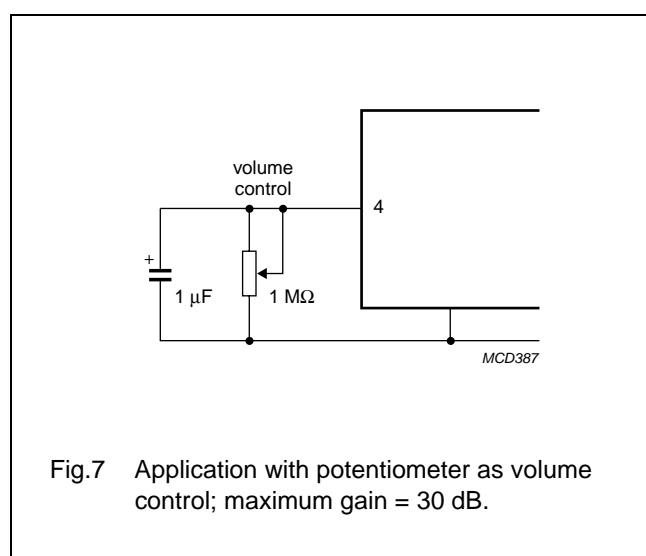 volume
control
4
+
1 μF
1 MΩ
MCD387
Fig.7 Application with potentiometer as volume
control; maximum gain = 30 dB.